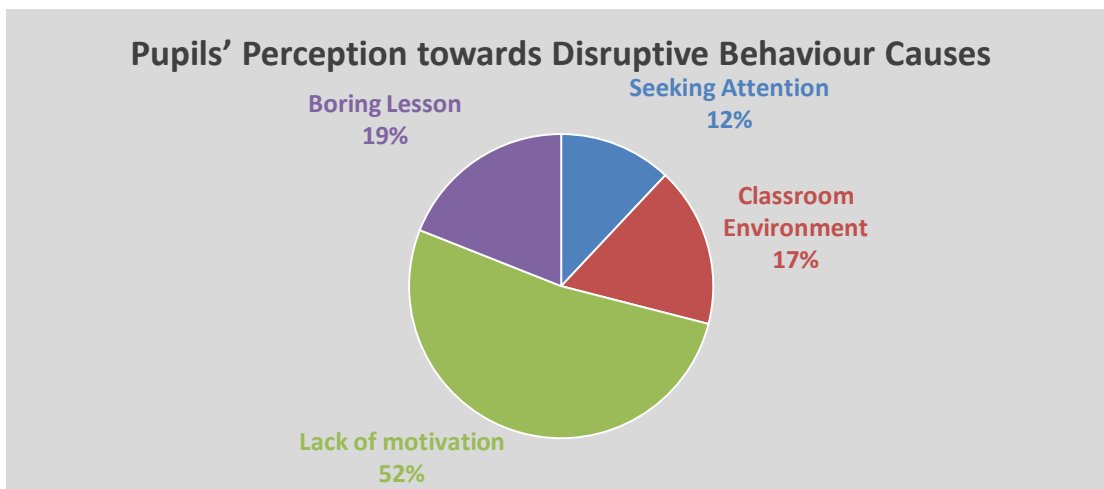 Pupils’ Perception towards Disruptive Behaviour Causes
Seeking Attention
12%
Boring Lesson
19%
Classroom
Environment
17%
Lack of motivation
52%